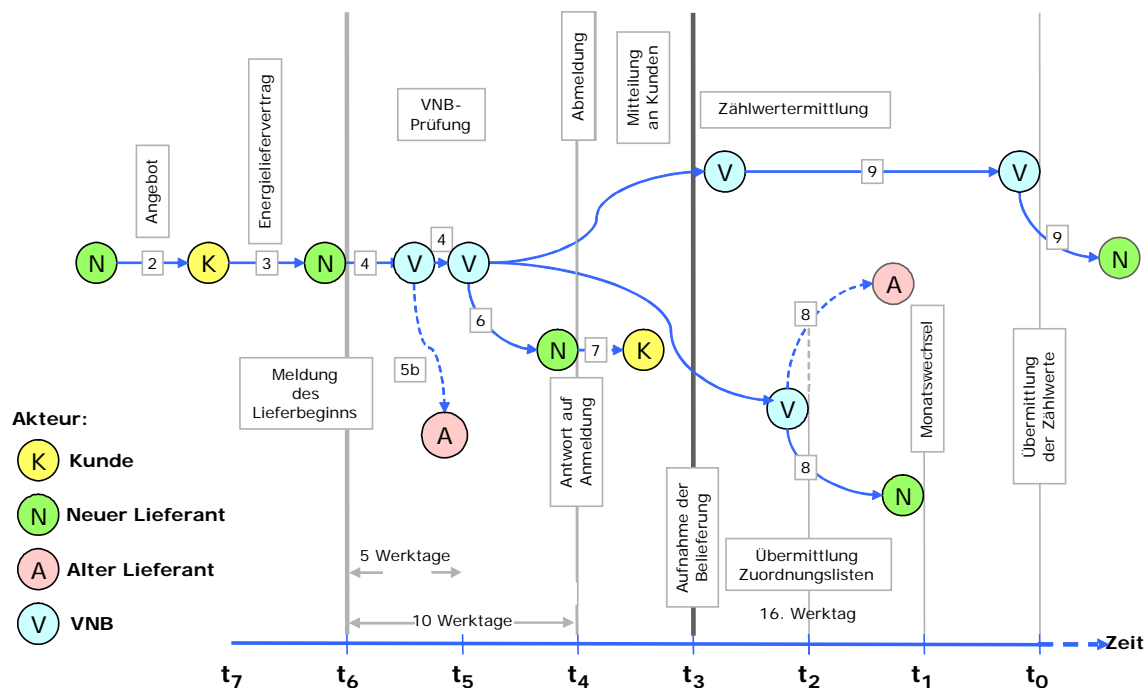 Angebot
Energieliefervertrag
VNB-
Prüfung
Abmeldung
Mitteilung
an Kunden
Zählwertermittlung
N
2
K
3
N
4
V
4
V
V
9
V
9
N
5b
A
6
N
7
K
8
A
V
8
N
Meldung
des
Lieferbeginns
Antwort auf
Anmeldung
Aufnahme der
Belieferung
Übermittlung
Zuordnungslisten
Monatswechsel
Übermittlung
der Zählwerte
Akteur:
K Kunde
N Neuer Lieferant
A Alter Lieferant
V VNB
5 Werktage
10 Werktage
16. Werktag
Zeit
t7 t6 t5 t4 t3 t2 t1 t0